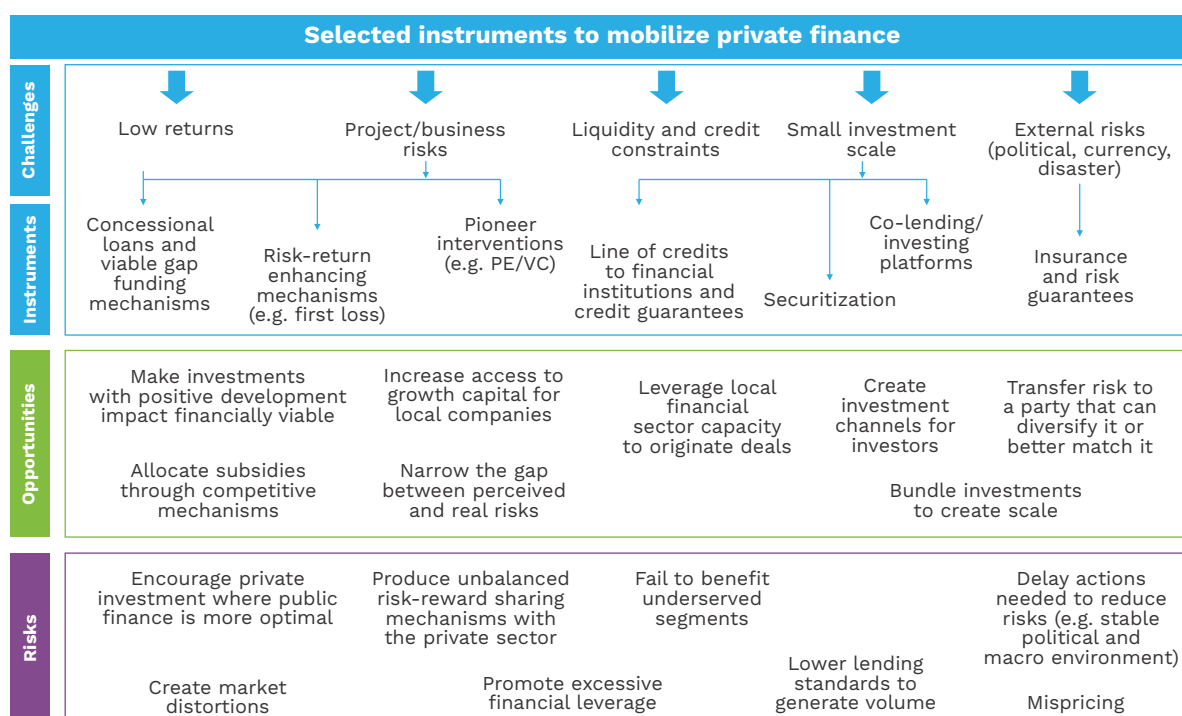 Selected instruments to mobilize private finance
Challenges
Low returns
Project/business
risks
Liquidity and credit
constraints
Small investment
scale
External risks
(political, currency,
disaster)
Instruments
Concessional
loans and
viable gap
funding
mechanisms
Risk-return
enhancing
mechanisms
(e.g. first loss)
Pioneer
interventions
(e.g. PE/VC)
Line of credits
to financial
institutions and
credit guarantees
Securitization
Co-lending/
investing
platforms
Insurance
and risk
guarantees
Opportunities
Make investments
with positive development
impact financially viable
Increase access to
growth capital for
local companies
Leverage local
financial
sector capacity
to originate deals
Create
investment
channels for
investors
Transfer risk to
a party that can
diversify it or
better match it
Allocate subsidies
through competitive
mechanisms
Narrow the gap
between perceived
and real risks
Bundle investments
to create scale
Risks
Encourage private
investment where public
finance is more optimal
Produce unbalanced
risk-reward sharing
mechanisms with
the private sector
Fail to benefit
underserved
segments
Delay actions
needed to reduce
risks (e.g. stable
political and
macro environment)
Create market
distortions
Promote excessive
financial leverage
Lower lending
standards to
generate volume
Mispricing